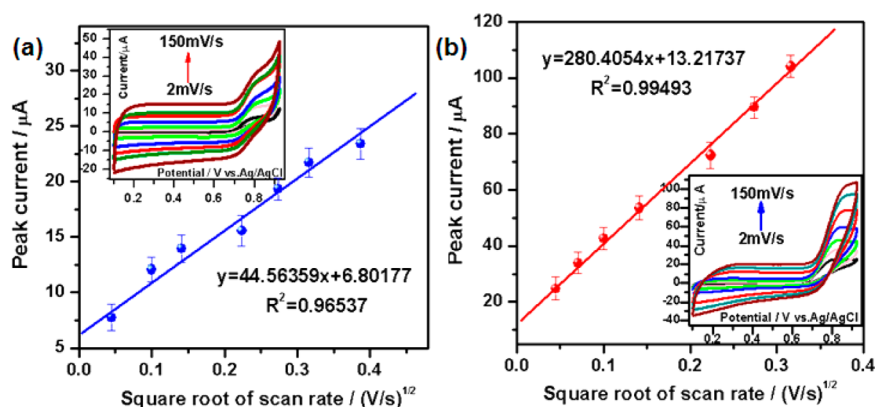 (a)
Peak current / μA
33
30
25
20
15
10
5
0.0 0.1 0.2 0.3 0.4
Square root of scan rate / (V/s)1/2
y=44.56359x+6.80177
R2=0.96537
Current/μA
50
40
30
20
10
0
-10
-20
150mV/s
2mV/s
Potential / V vs.Ag/AgCl
0.2 0.4 0.6 0.8
(b)
Peak current / μA
120
100
80
60
40
20
0.0 0.1 0.2 0.3 0.4
Square root of scan rate / (V/s)1/2
y=280.4054x+13.21737
R2=0.99493
Current/μA
100
80
60
40
20
0
-20
-40
150mV/s
2mV/s
Potential / V vs.Ag/AgCl
0.2 0.4 0.6 0.8